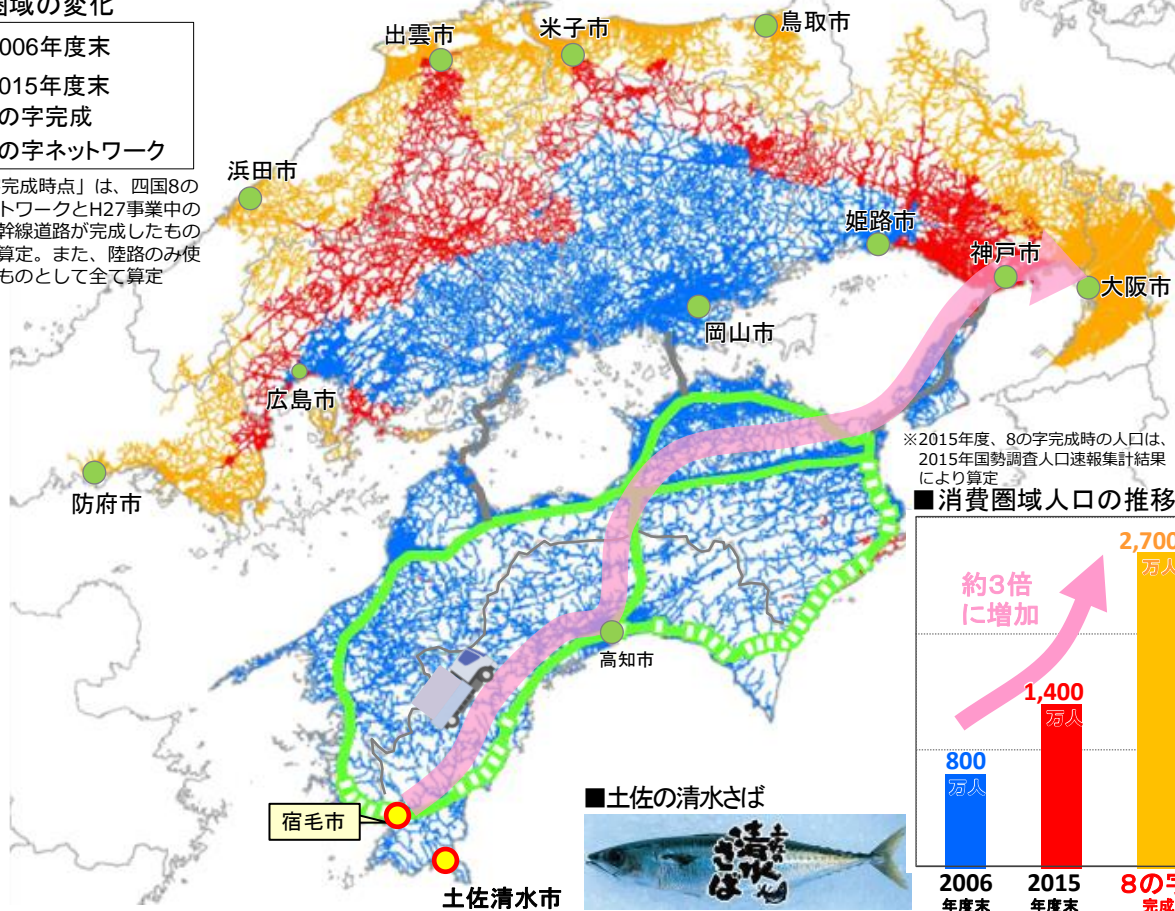 圏域の変化
006年度末
015年度末
の字完成
の字ネットワーク
完成時点」は、四国8の
トワークとH27事業中の
幹線道路が完成したもの
算定。また、陸路のみ使
ものとして全て算定
出雲市
米子市
鳥取市
浜田市
姫路市
神戸市
大阪市
岡山市
広島市
防府市
高知市
宿毛市
土佐清水市
※2015年度、8の字完成時の人口は、
2015年国勢調査人口速報集計結果
により算定
■消費圏域人口の推移
2,700
万人
約3倍
に増加
1,400
万人
800
万人
2006
年度末
2015
年度末
8の字
完成
■土佐の清水さば
土佐の
清水
さば